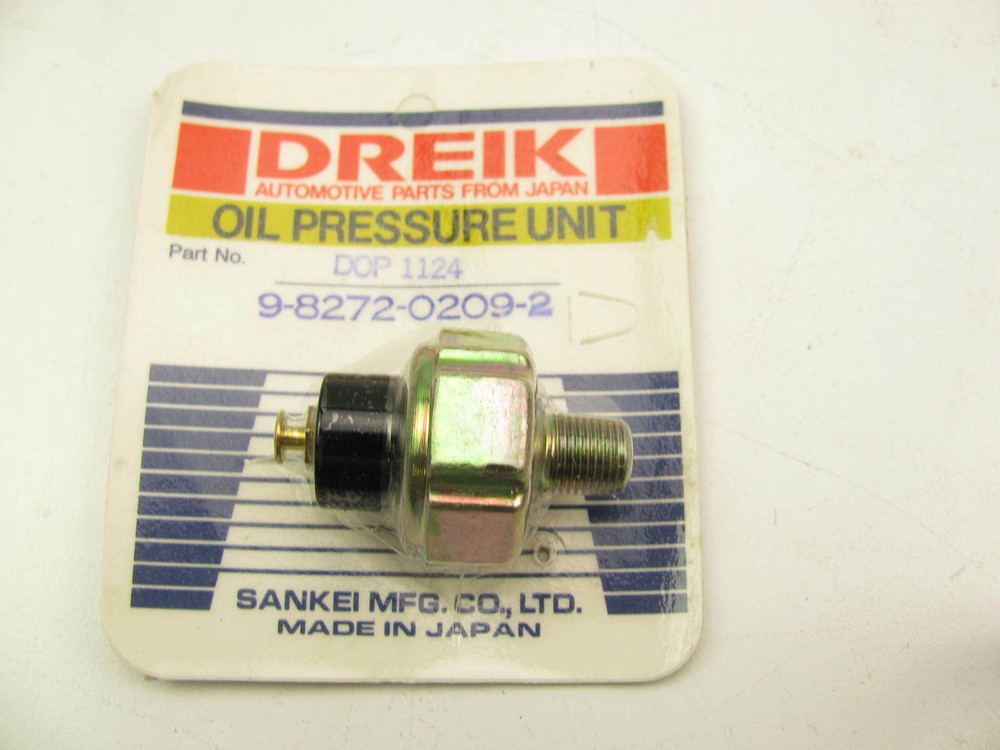 DREIK
AUTOMOTIVE PARTS FROM JAPAN
OIL PRESSURE UNIT
Part No. DOP 1124
9-8272-0209-2
SANKEI MFG. CO., LTD.
MADE IN JAPAN